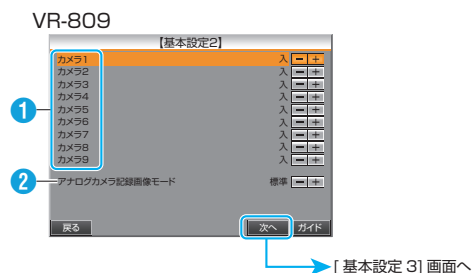 VR-809
【基本設定2】
カメラ1 入 − +
カメラ2 入 − +
カメラ3 入 − +
カメラ4 入 − +
カメラ5 入 − +
カメラ6 入 − +
カメラ7 入 − +
カメラ8 入 − +
カメラ9 入 − +
1
2
アナログカメラ記録画像モード 標準 − +
戻る 次へ ガイド
[ 基本設定 3] 画面へ